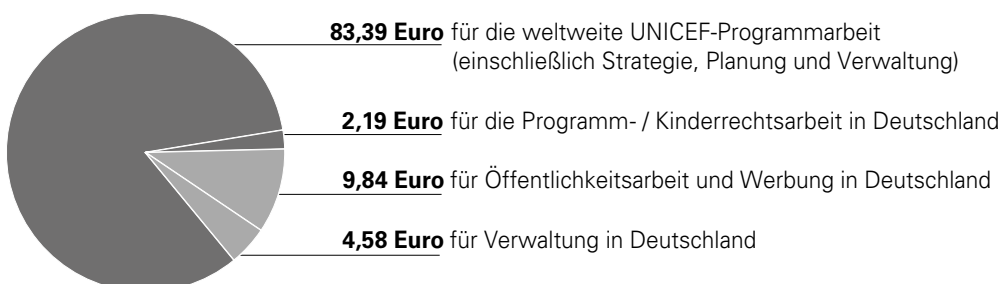 83,39 Euro für die weltweite UNICEF-Programmarbeit
(einschließlich Strategie, Planung und Verwaltung)
2,19 Euro für die Programm- / Kinderrechtsarbeit in Deutschland
9,84 Euro für Öffentlichkeitsarbeit und Werbung in Deutschland
4,58 Euro für Verwaltung in Deutschland